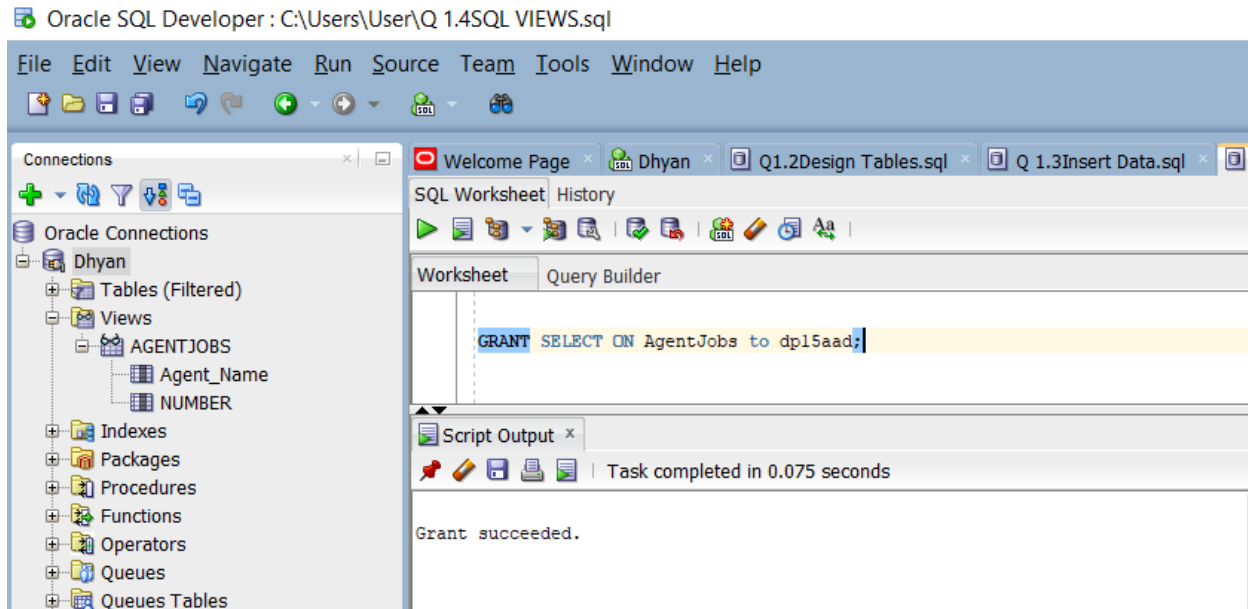 Oracle SQL Developer : C:\Users\User\Q 1.4SQL VIEWS.sql
File Edit View Navigate Run Source Team Tools Window Help
Connections
Welcome Page
Dhyan
Q1.2Design Tables.sql
Q 1.3Insert Data.sql
SQL Worksheet History
Oracle Connections
Dhyan
Tables (Filtered)
Views
AGENTJOBS
Agent_Name
NUMBER
Indexes
Packages
Procedures
Functions
Operators
Queues
Queues Tables
Worksheet Query Builder
GRANT SELECT ON AgentJobs to dp15aad;
Script Output
Task completed in 0.075 seconds
Grant succeeded.